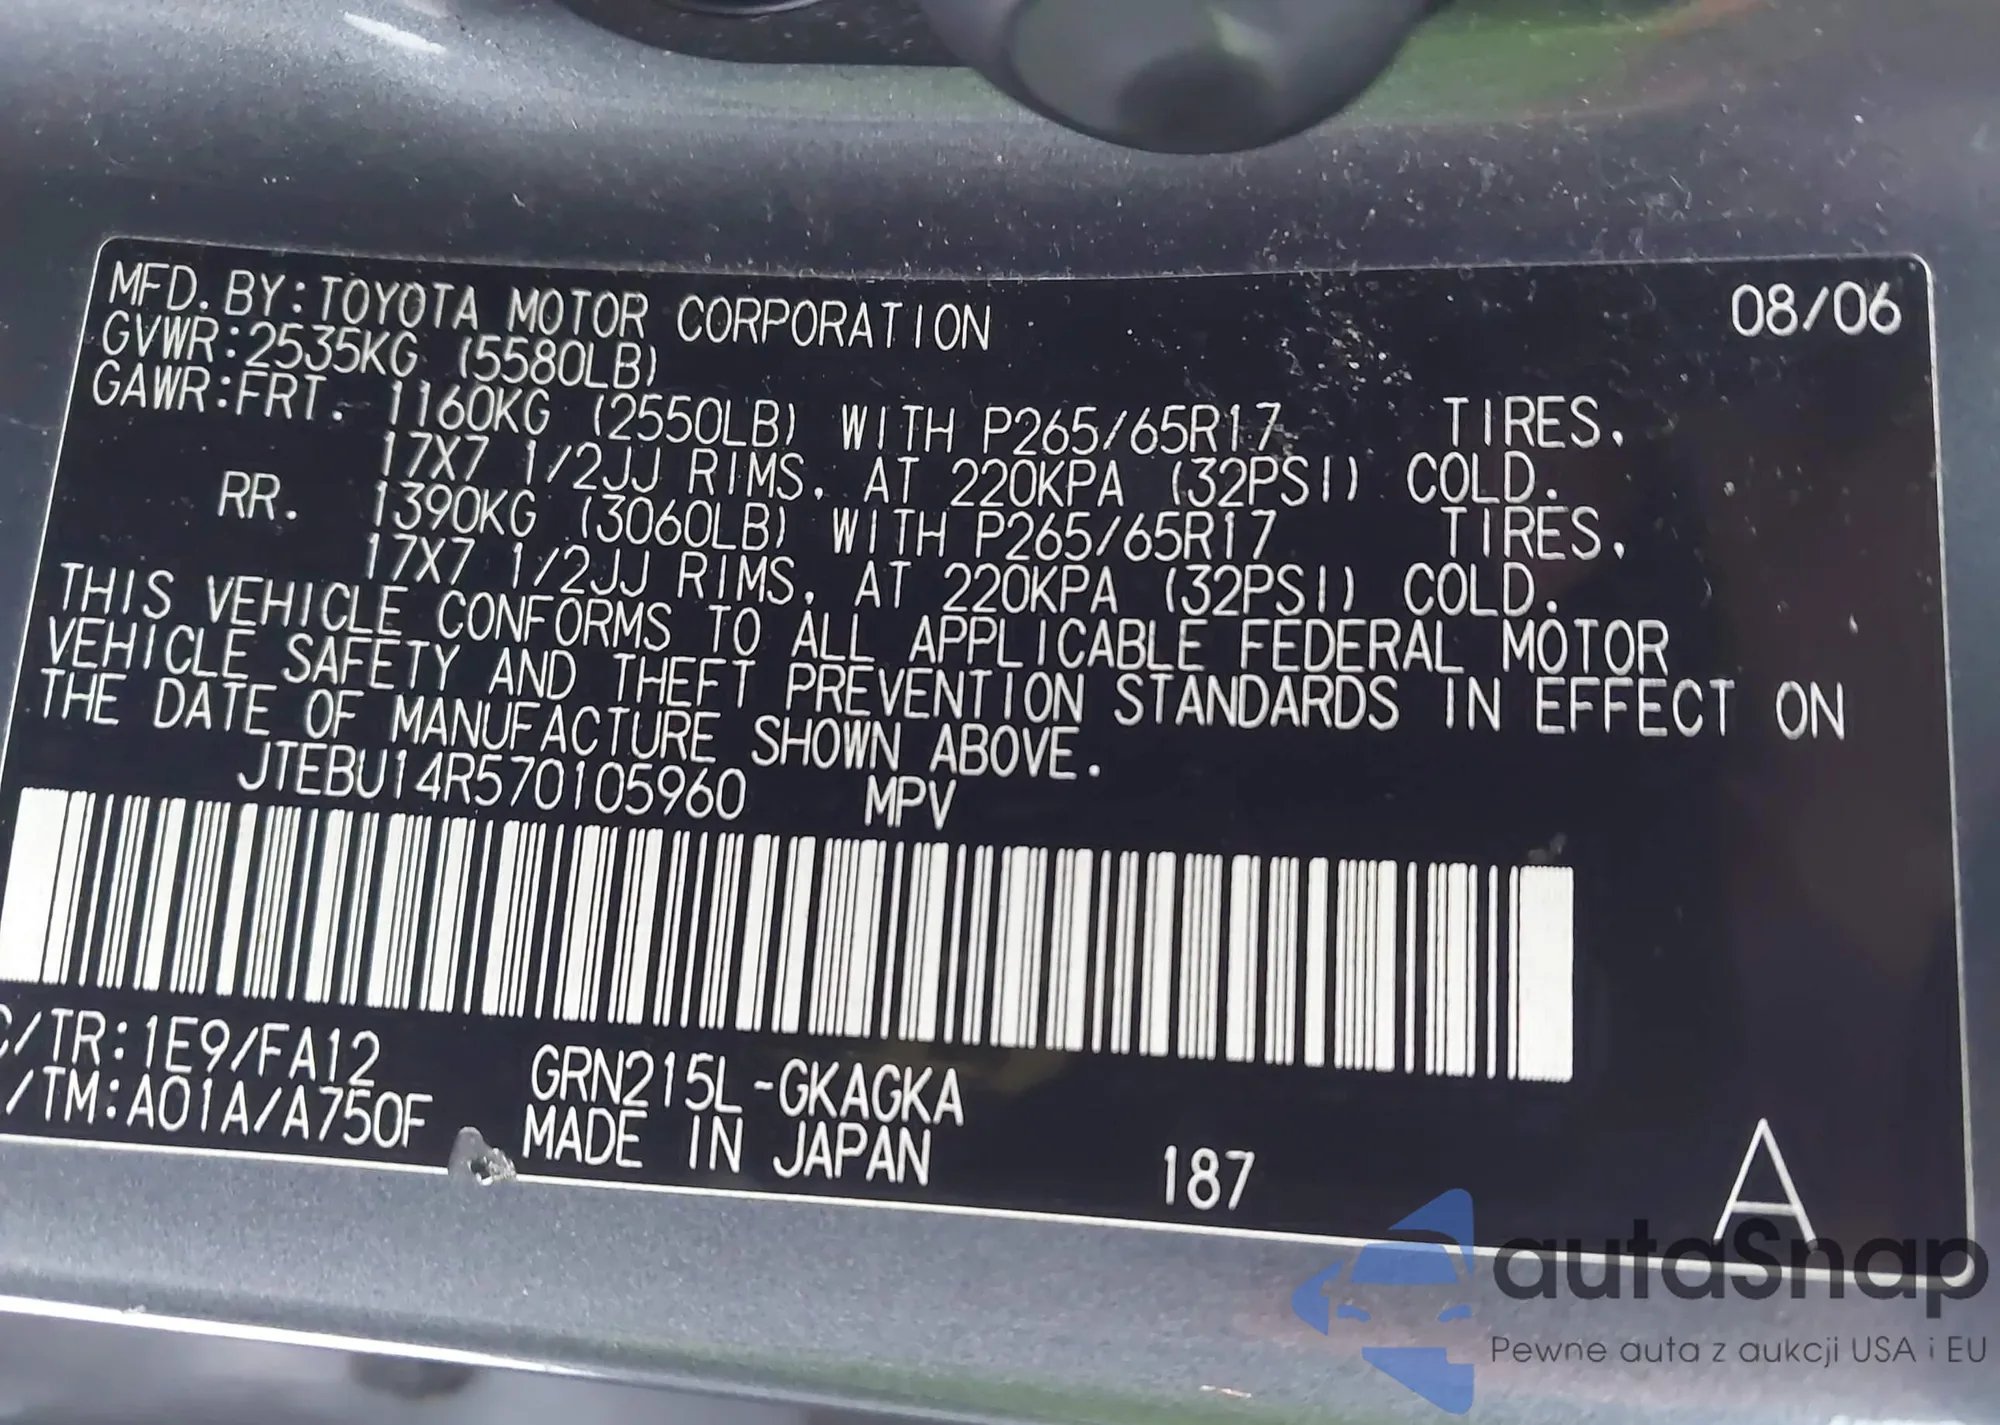 MFD. BY:TOYOTA MOTOR CORPORATION 08/06
GVWR:2535KG (5580LB)
GAWR:FRT. 1160KG (2550LB) WITH P265/65R17 TIRES,
17X7 1/2JJ RIMS, AT 220KPA (32PSI) COLD.
RR. 1390KG (3060LB) WITH P265/65R17 TIRES,
17X7 1/2JJ RIMS, AT 220KPA (32PSI) COLD.
THIS VEHICLE CONFORMS TO ALL APPLICABLE FEDERAL MOTOR
VEHICLE SAFETY AND THEFT PREVENTION STANDARDS IN EFFECT ON
THE DATE OF MANUFACTURE SHOWN ABOVE.
JTEBU14R570105960 MPV
C/TR:1E9/FA12 GRN215L-GKAGKA
/TM:A01A/A750F MADE IN JAPAN 187 A
autaSnap
Pewne auta z aukcji USA i EU